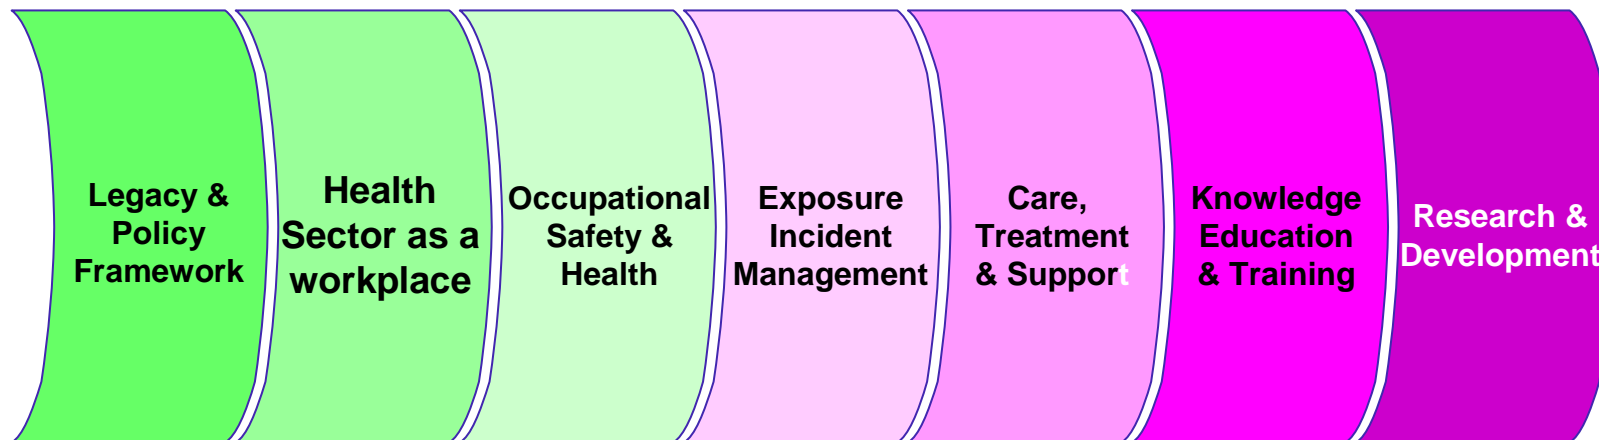 Legacy &
Policy
Framework
Health
Sector as a
workplace
Occupational
Safety &
Health
Exposure
Incident
Management
Care,
Treatment
& Support
Knowledge
Education
& Training
Research &
Development